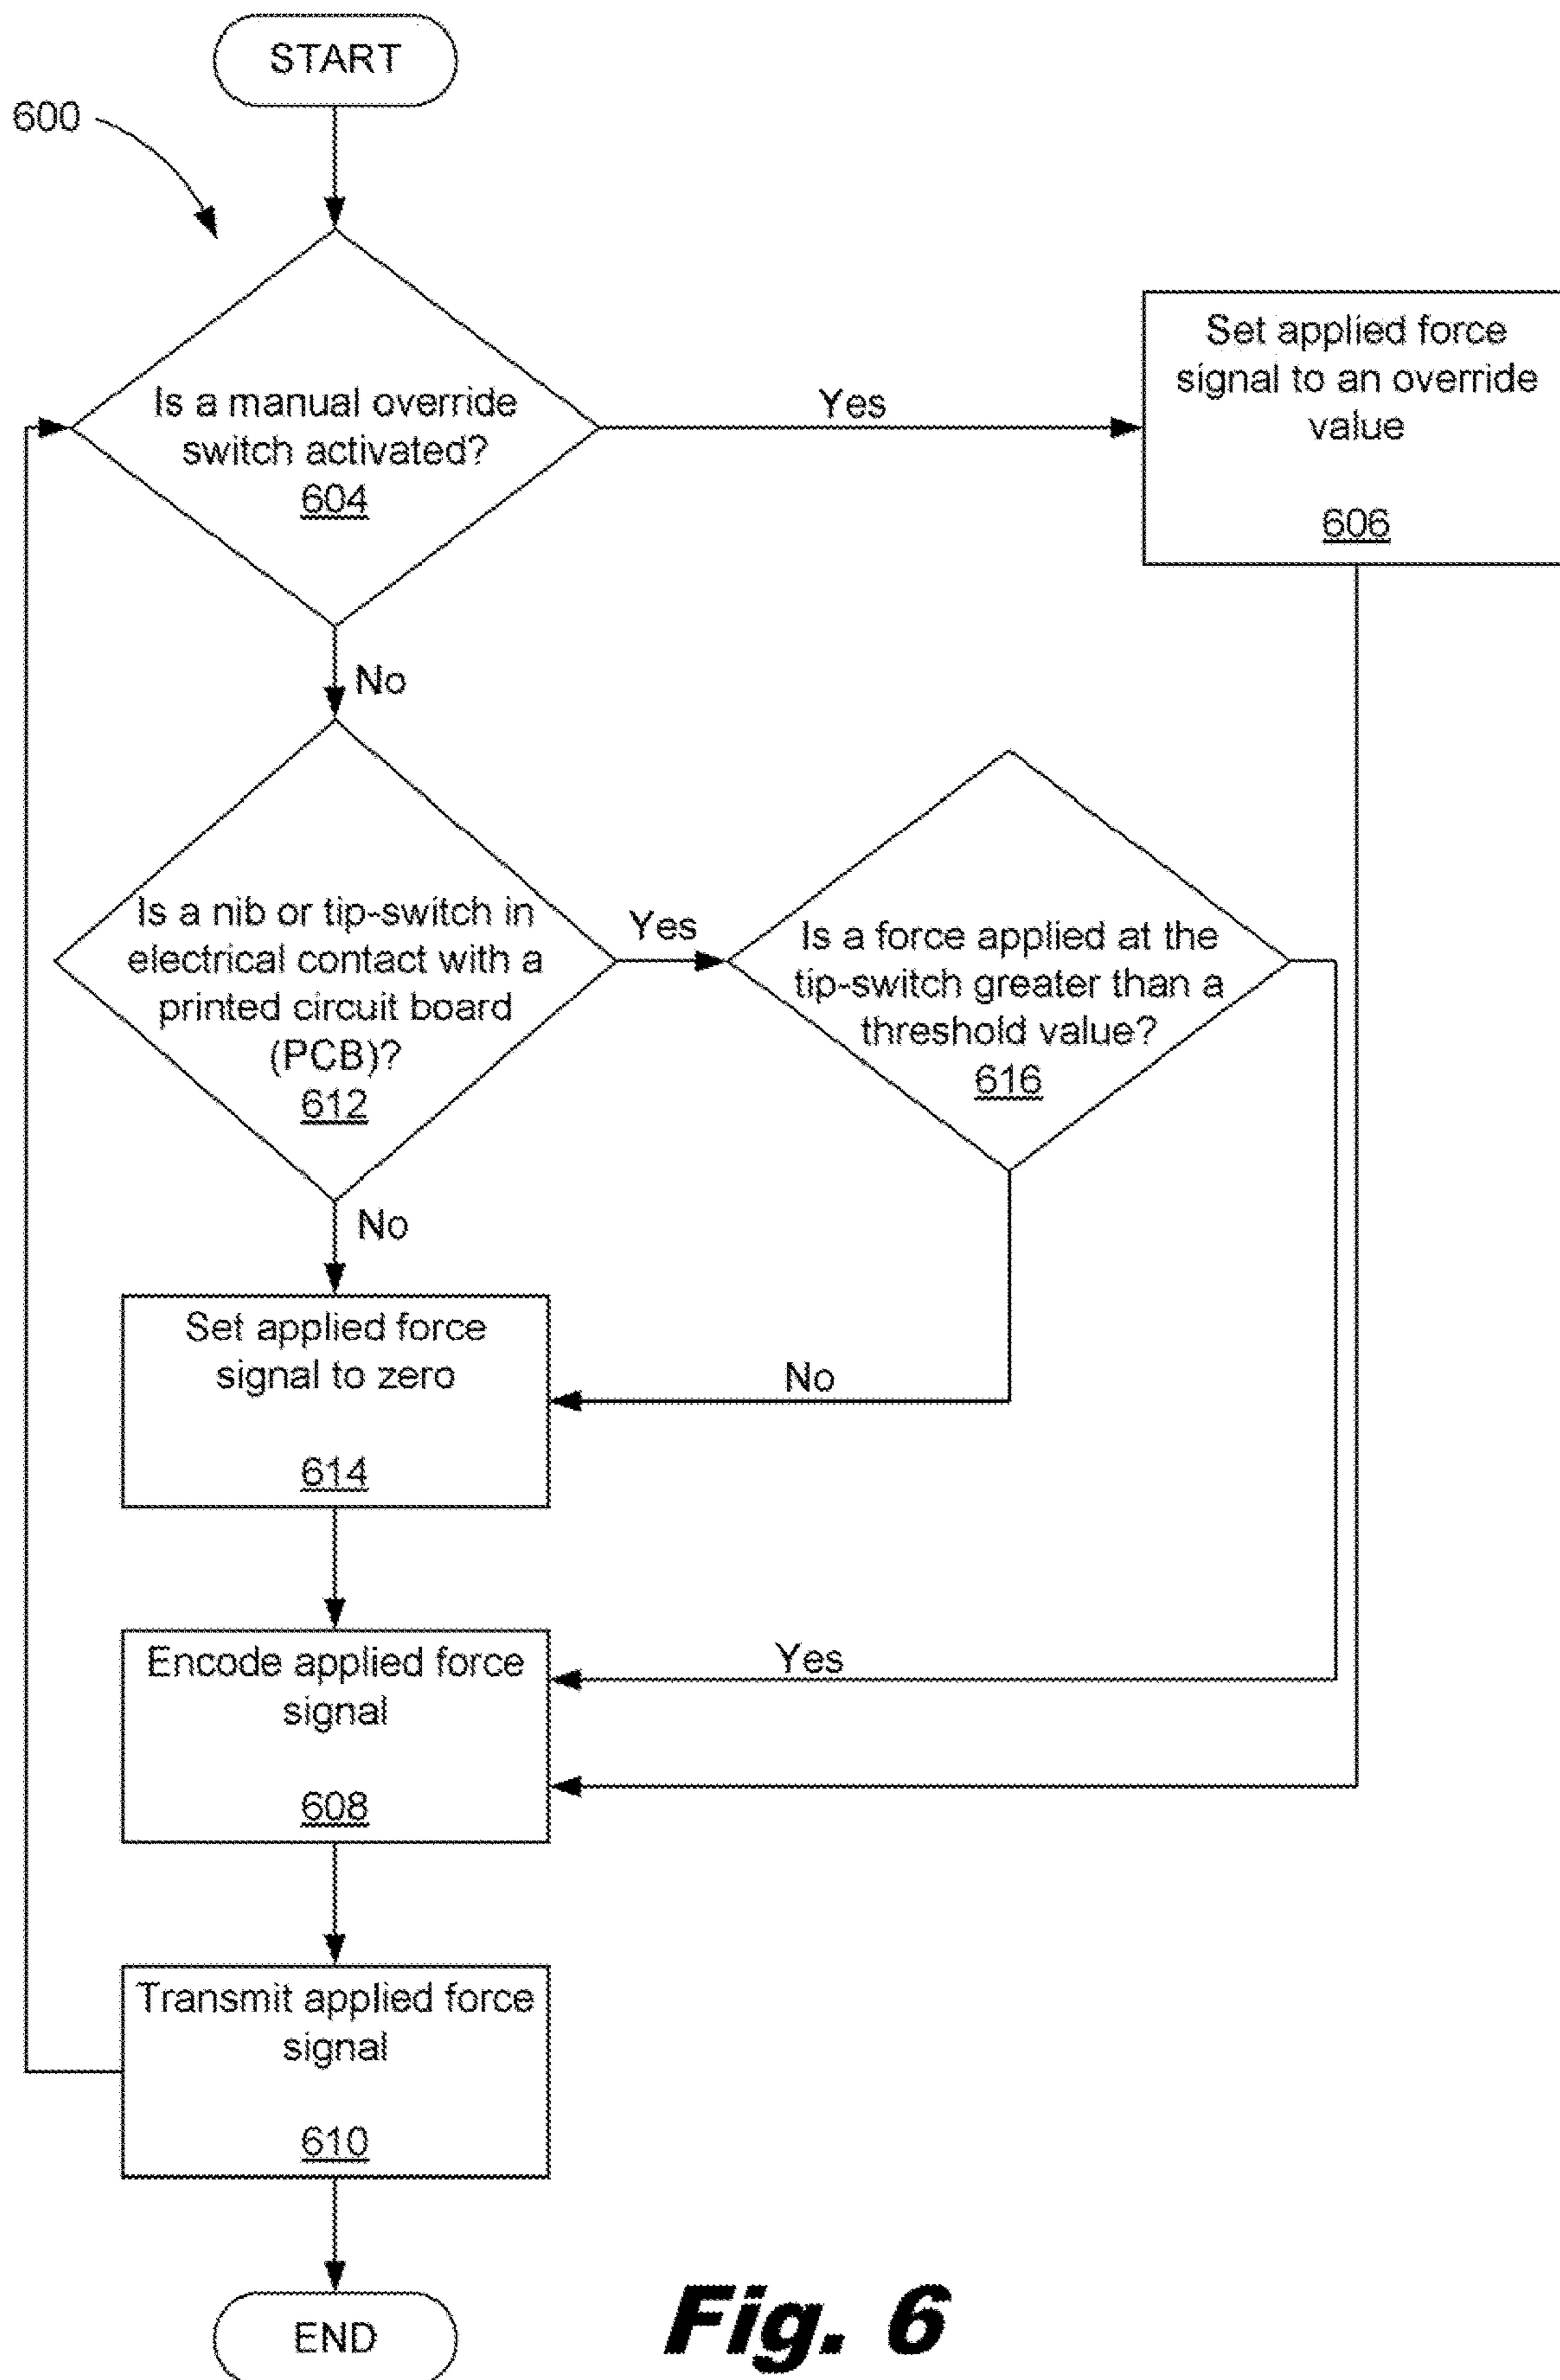 START
600
Is a manual override
switch activated?
604
Yes
Set applied force
signal to an override
value
606
No
Is a nib or tip-switch in
electrical contact with a
printed circuit board
(PCB)?
612
Yes
Is a force applied at the
tip-switch greater than a
threshold value?
616
No
Set applied force
signal to zero
614
No
Encode applied force
signal
608
Yes
Transmit applied force
signal
610
END
Fig. 6